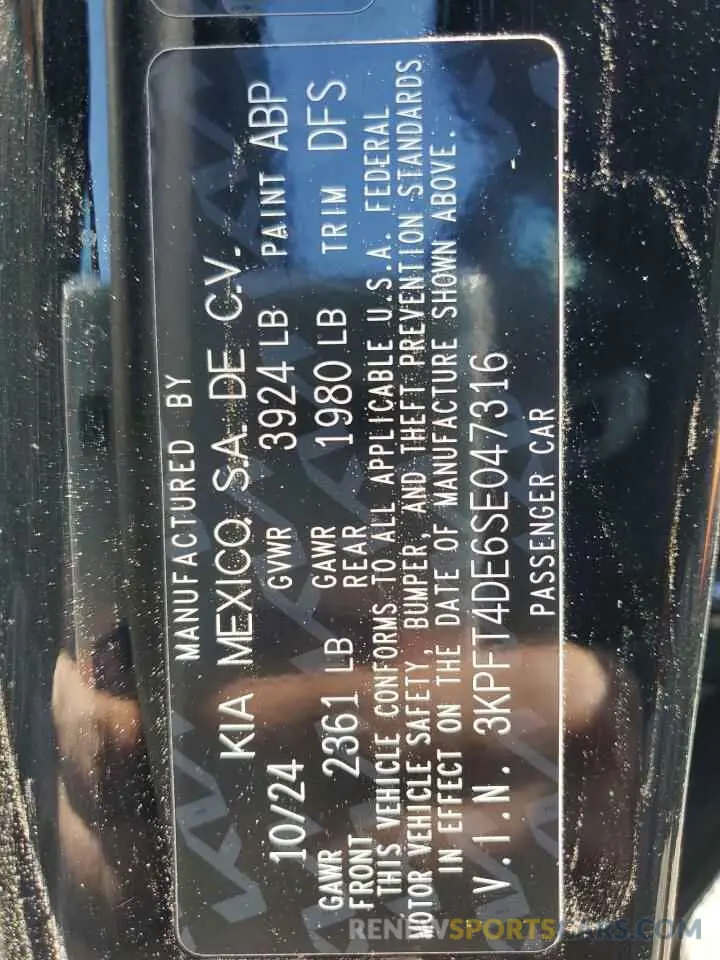 MANUFACTURED BY
KIA MEXICO, S.A. DE C.V.
10/24 GVWR 3924 LB PAINT ABP
GAWR FRONT 2361 LB GAWR REAR 1980 LB TRIM DFS
THIS VEHICLE CONFORMS TO ALL APPLICABLE U.S.A. FEDERAL
MOTOR VEHICLE SAFETY, BUMPER, AND THEFT PREVENTION STANDARDS
IN EFFECT ON THE DATE OF MANUFACTURE SHOWN ABOVE.
V.I.N. 3KPFT4DE6SE047316
PASSENGER CAR
RENEWSPORTSCARS.COM